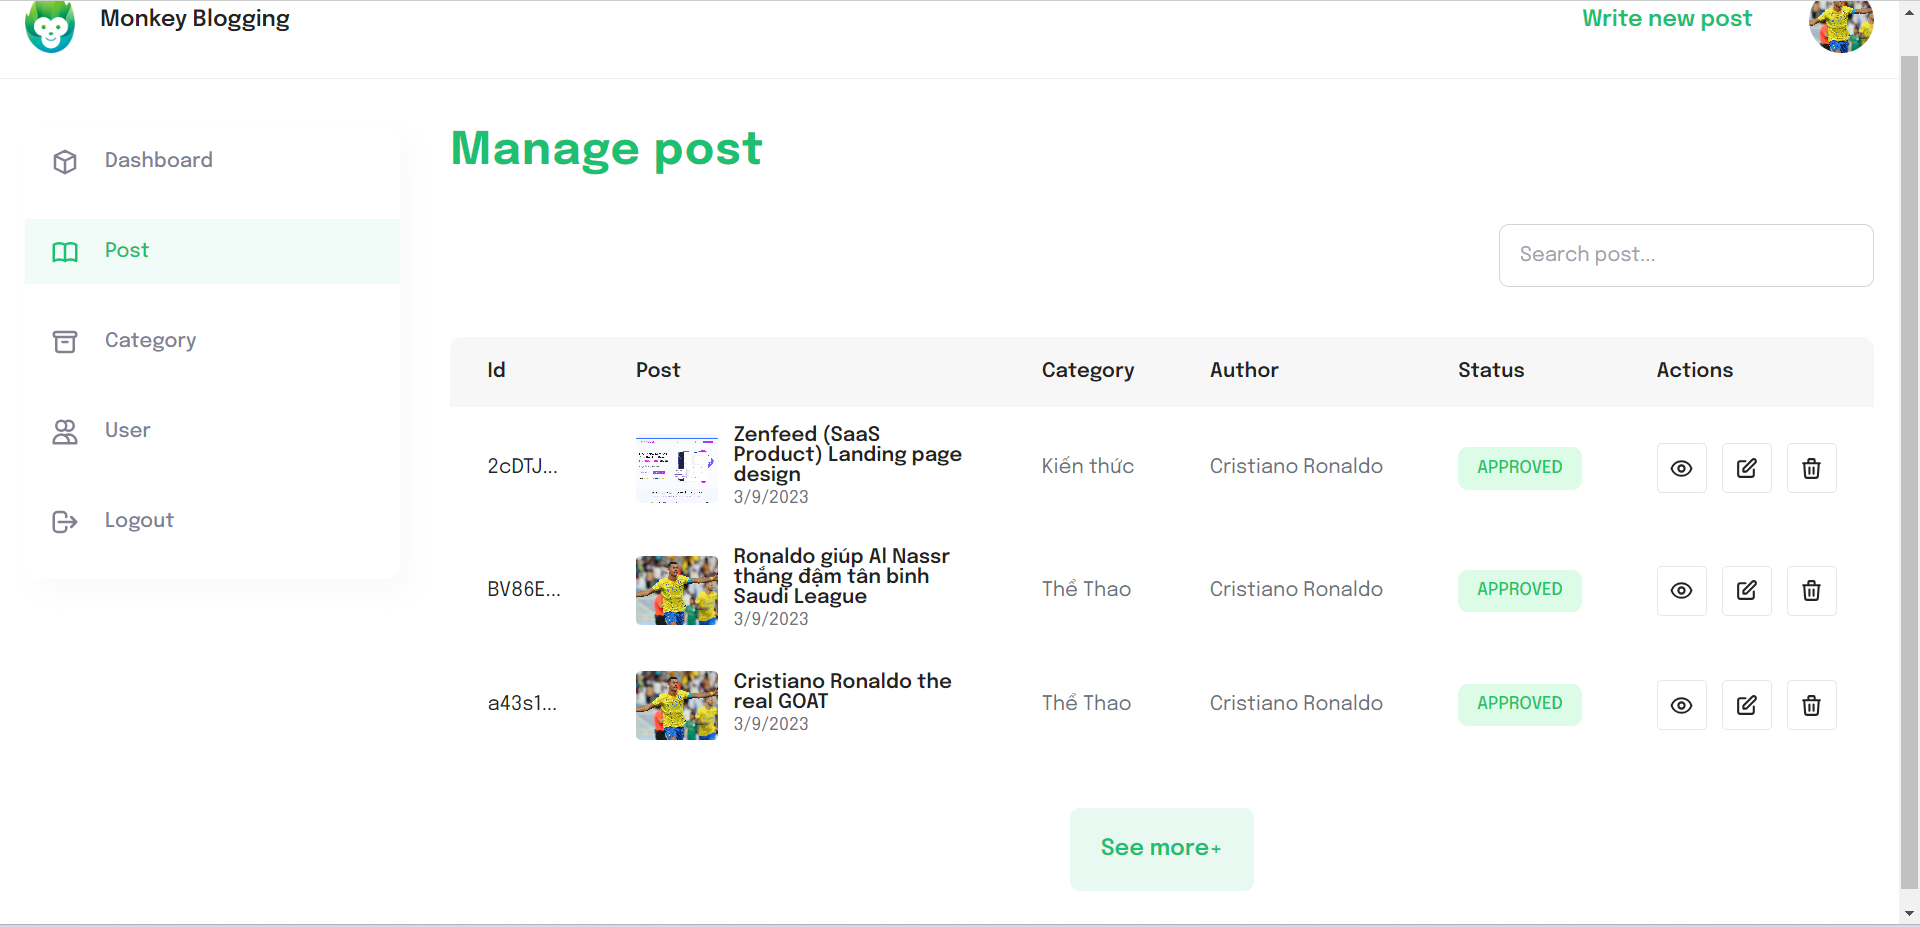 Monkey Blogging
Write new post
Dashboard
Post
Category
User
Logout
Manage post
Search post...
Id Post Category Author Status Actions
2cDTJ...
Zenfeed (SaaS
Product) Landing page
design
3/9/2023
Kiến thức
Cristiano Ronaldo
APPROVED
BV86E...
Ronaldo giúp Al Nassr
thắng đậm tân binh
Saudi League
3/9/2023
Thể Thao
Cristiano Ronaldo
APPROVED
a43s1...
Cristiano Ronaldo the
real GOAT
3/9/2023
Thể Thao
Cristiano Ronaldo
APPROVED
See more+